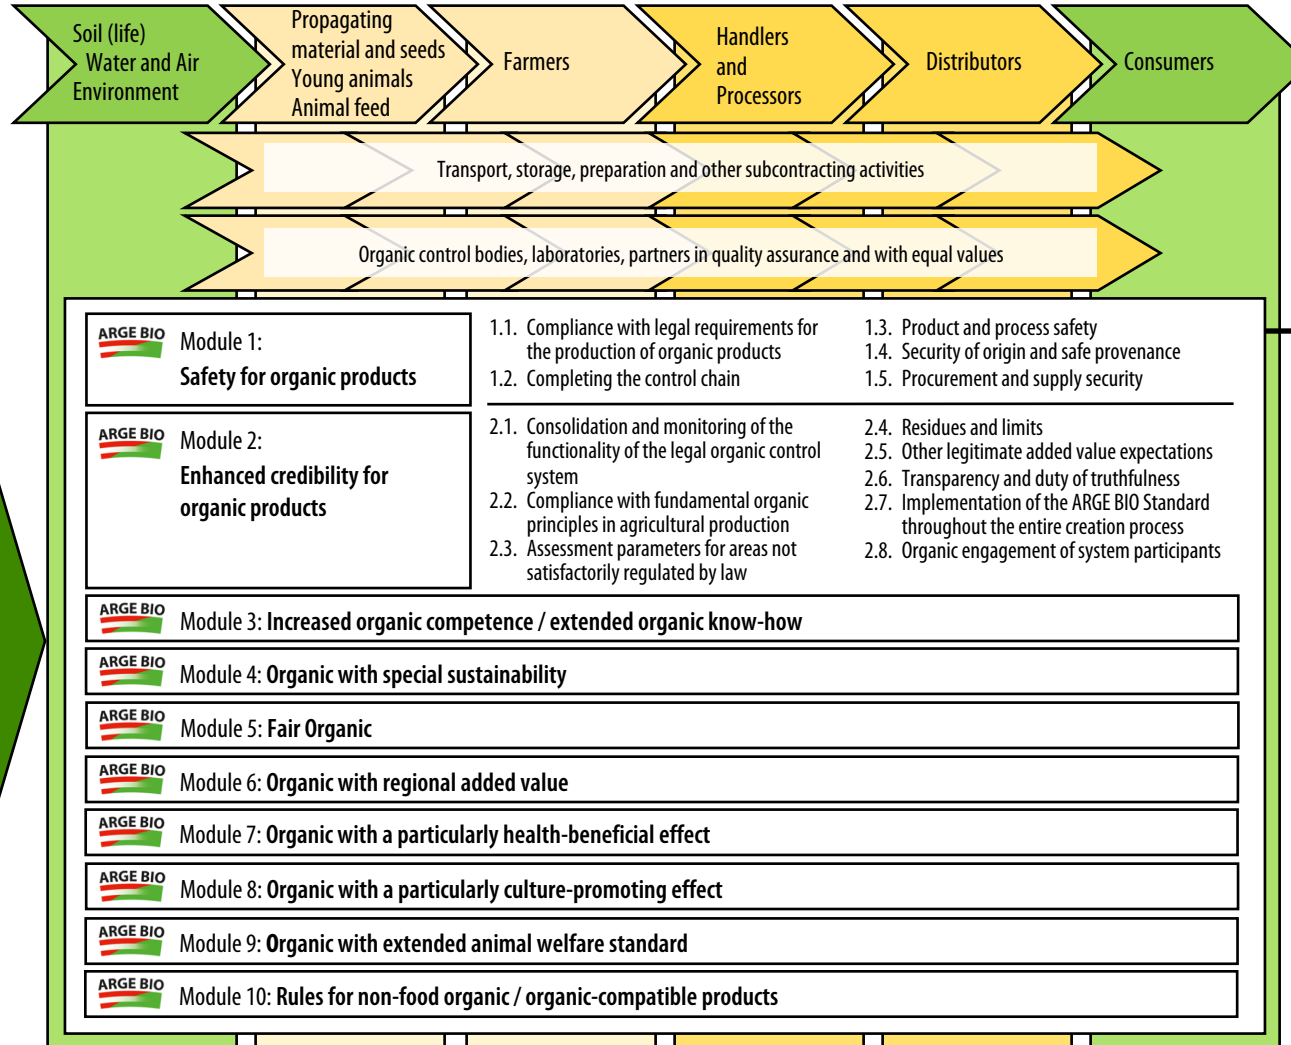 Soil (life)
Water and Air
Environment
Propagating
material and seeds
Young animals
Animal feed
Farmers
Handlers
and
Processors
Distributors
Consumers
Transport, storage, preparation and other subcontracting activities
Organic control bodies, laboratories, partners in quality assurance and with equal values
ARGE BIO
Module 1:
Safety for organic products
1.1. Compliance with legal requirements for
the production of organic products
1.2. Completing the control chain
1.3. Product and process safety
1.4. Security of origin and safe provenance
1.5. Procurement and supply security
ARGE BIO
Module 2:
Enhanced credibility for
organic products
2.1. Consolidation and monitoring of the
functionality of the legal organic control
system
2.2. Compliance with fundamental organic
principles in agricultural production
2.3. Assessment parameters for areas not
satisfactorily regulated by law
2.4. Residues and limits
2.5. Other legitimate added value expectations
2.6. Transparency and duty of truthfulness
2.7. Implementation of the ARGE BIO Standard
throughout the entire creation process
2.8. Organic engagement of system participants
ARGE BIO
Module 3: Increased organic competence / extended organic know-how
ARGE BIO
Module 4: Organic with special sustainability
ARGE BIO
Module 5: Fair Organic
ARGE BIO
Module 6: Organic with regional added value
ARGE BIO
Module 7: Organic with a particularly health-beneficial effect
ARGE BIO
Module 8: Organic with a particularly culture-promoting effect
ARGE BIO
Module 9: Organic with extended animal welfare standard
ARGE BIO
Module 10: Rules for non-food organic / organic-compatible products